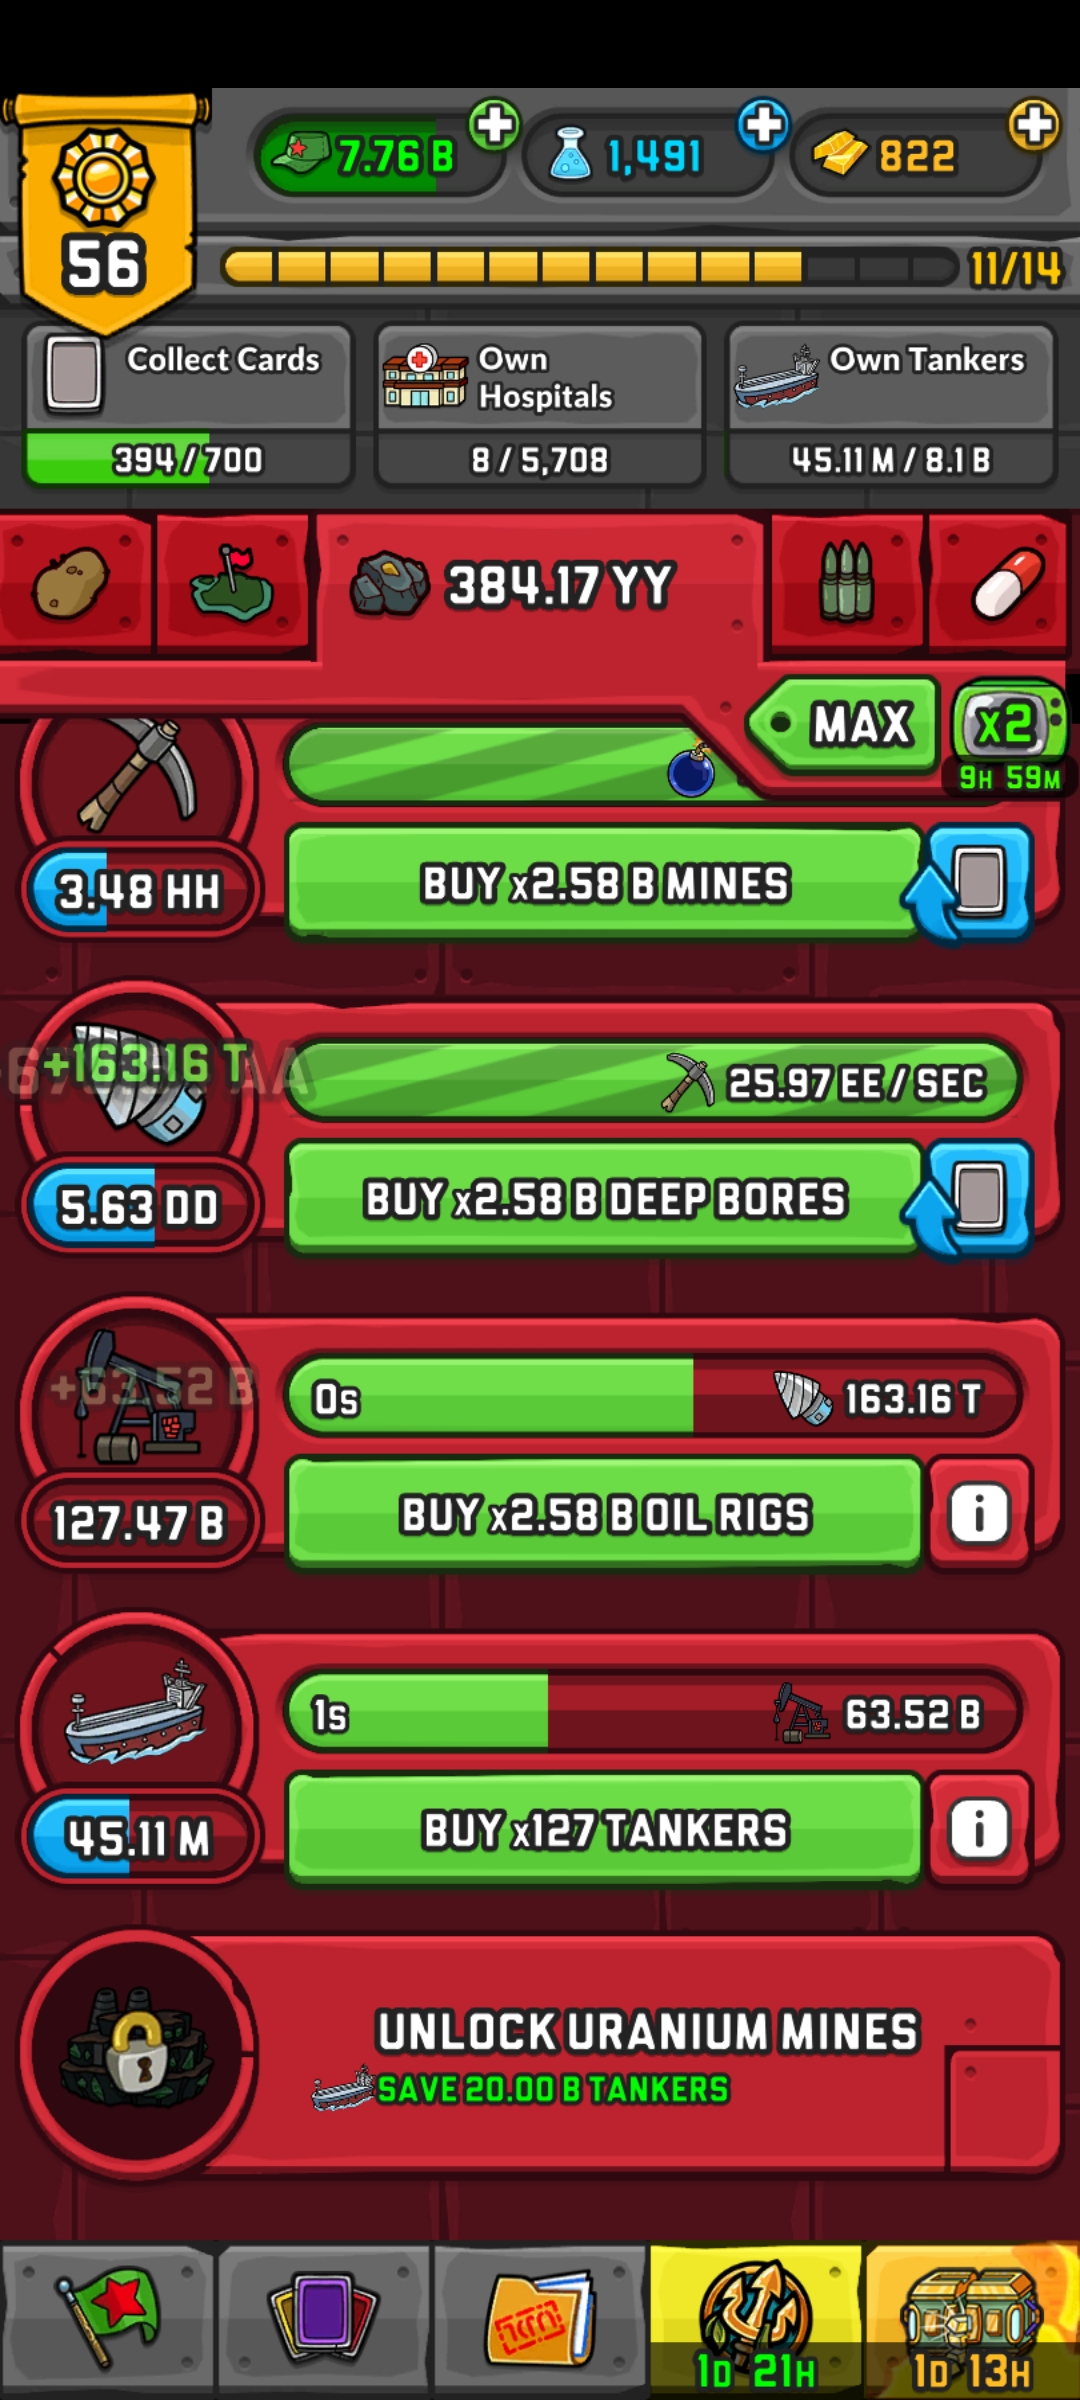 7.76 B
1,491
822
56
11/14
Collect Cards
394/700
Own
Hospitals
8/5,708
Own Tankers
45.11 M/8.1 B
384.17 YY
MAX
X2
9H 59M
3.48 HH
BUY x2.58 B MINES
+163.16 T
25.97 EE/SEC
5.63 DD
BUY x2.58 B DEEP BORES
+63.52 B
0s
163.16 T
127.47 B
BUY x2.58 B OIL RIGS
i
1s
63.52 B
45.11 M
BUY x127 TANKERS
i
UNLOCK URANIUM MINES
SAVE 20.00 B TANKERS
1D 21H
1D 13H